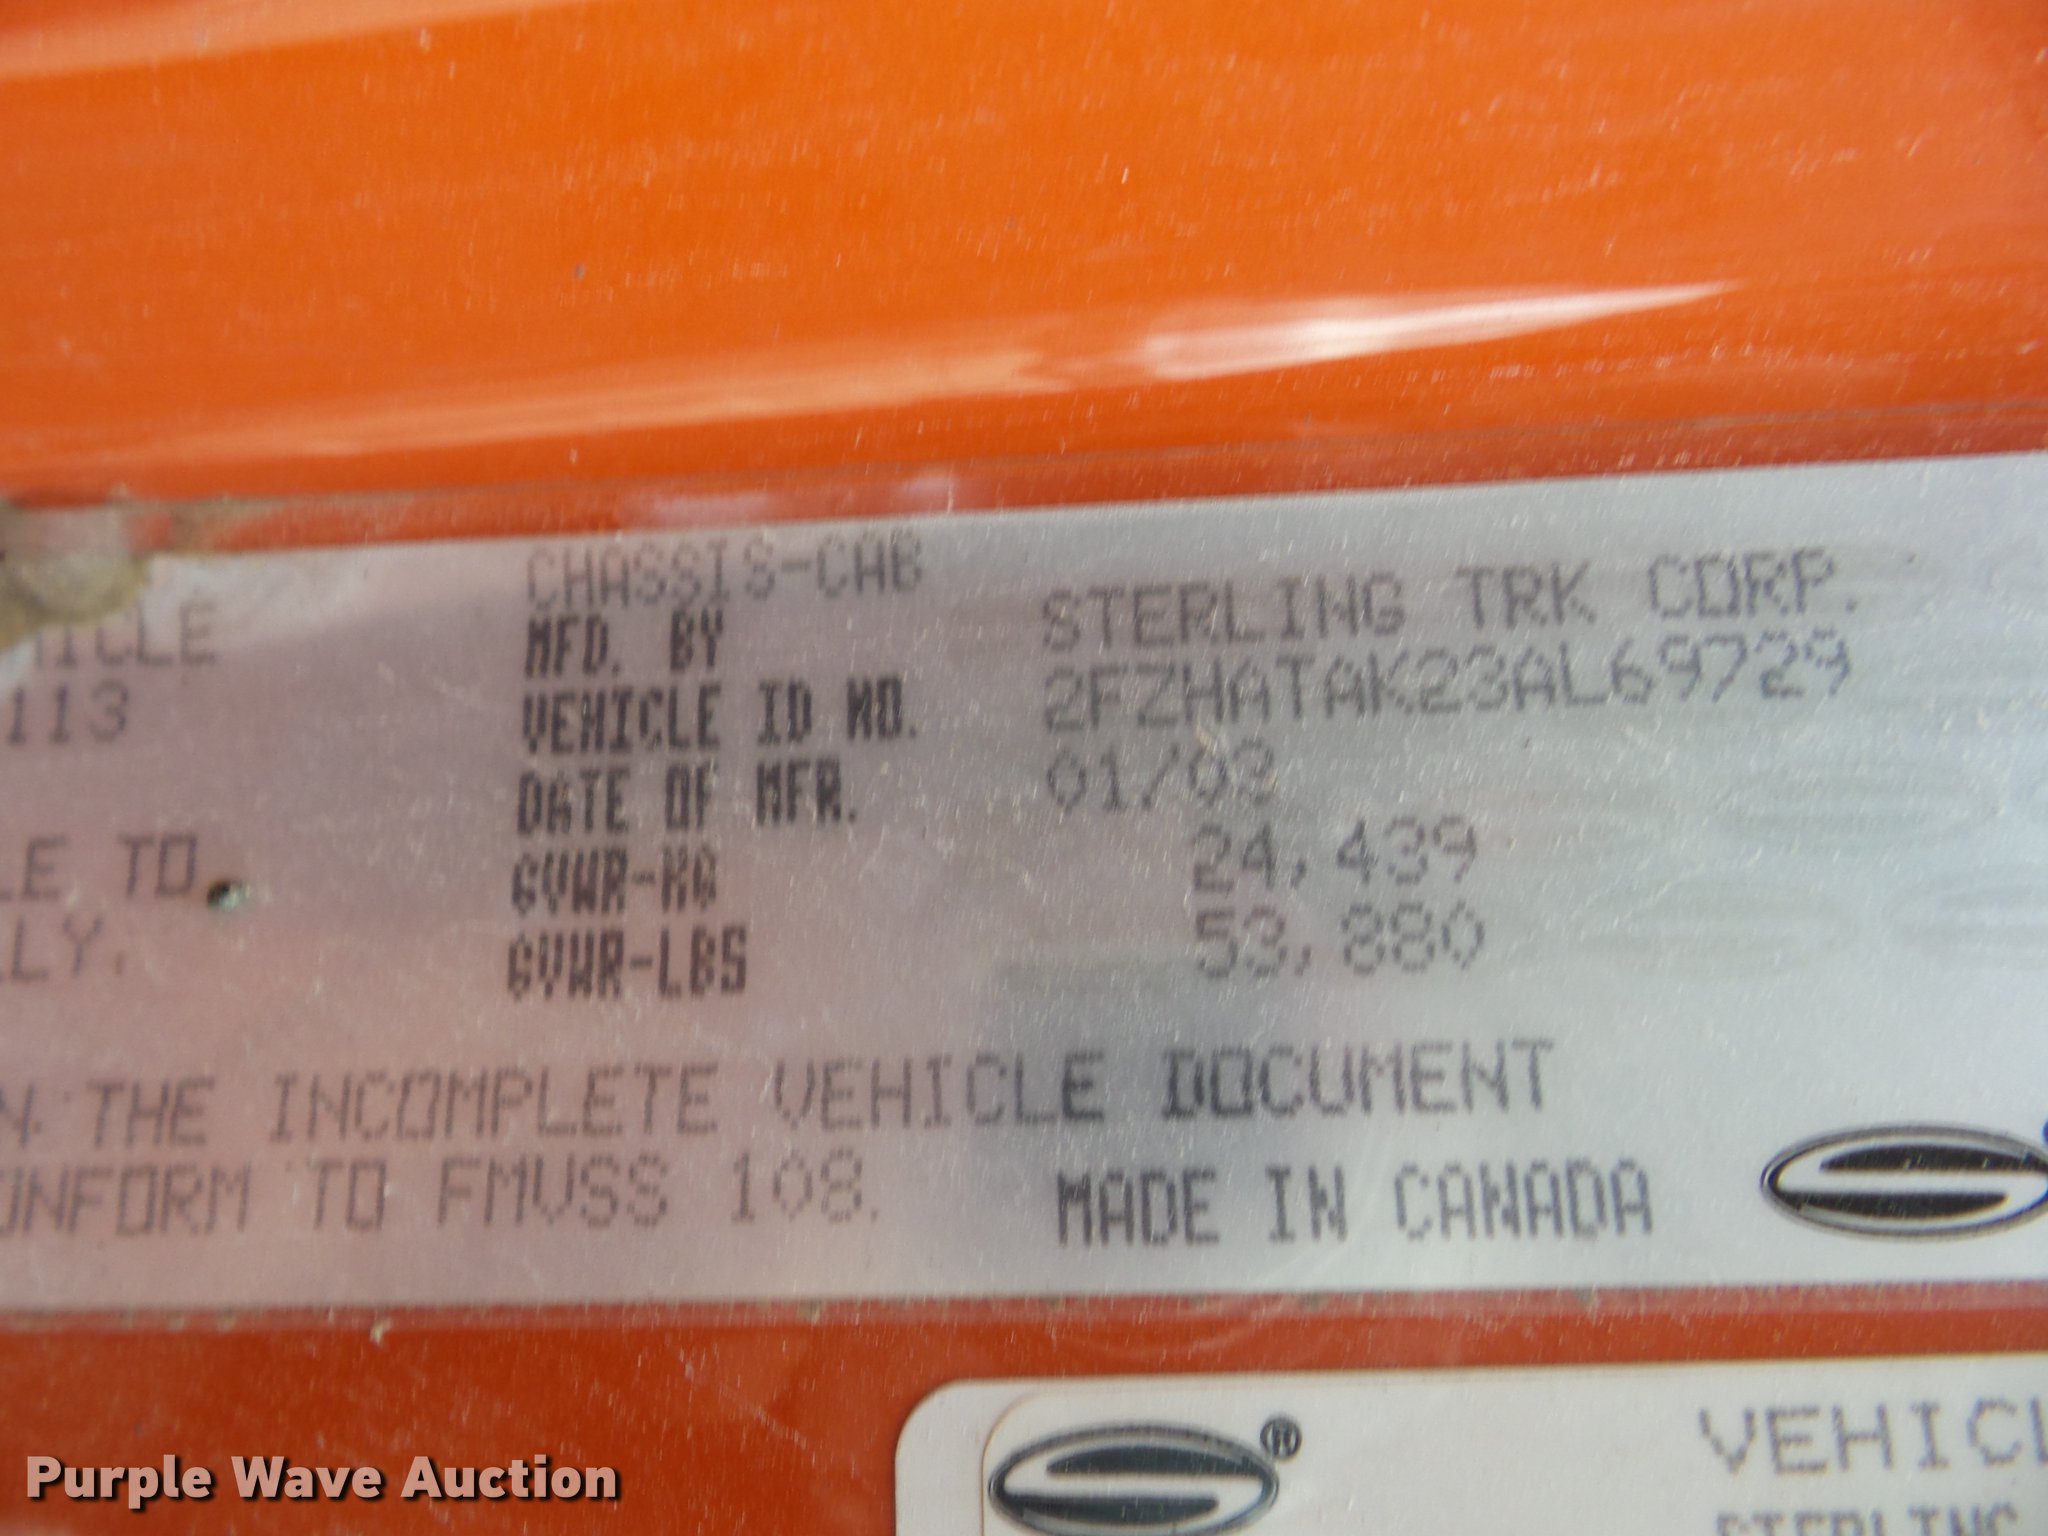 CHASSIS-CAB
HICLE
MFD. BY STERLING TRK CORP.
113
VEHICLE ID NO. 2FZHATAK23AL69729
DATE OF MFR. 01/03
LE TO
GVWR-KG 24,439
LLY.
GVWR-LBS 53,880
N THE INCOMPLETE VEHICLE DOCUMENT
ONFORM TO FMVSS 108.
MADE IN CANADA
®
VEHICL
STERLING
Purple Wave Auction